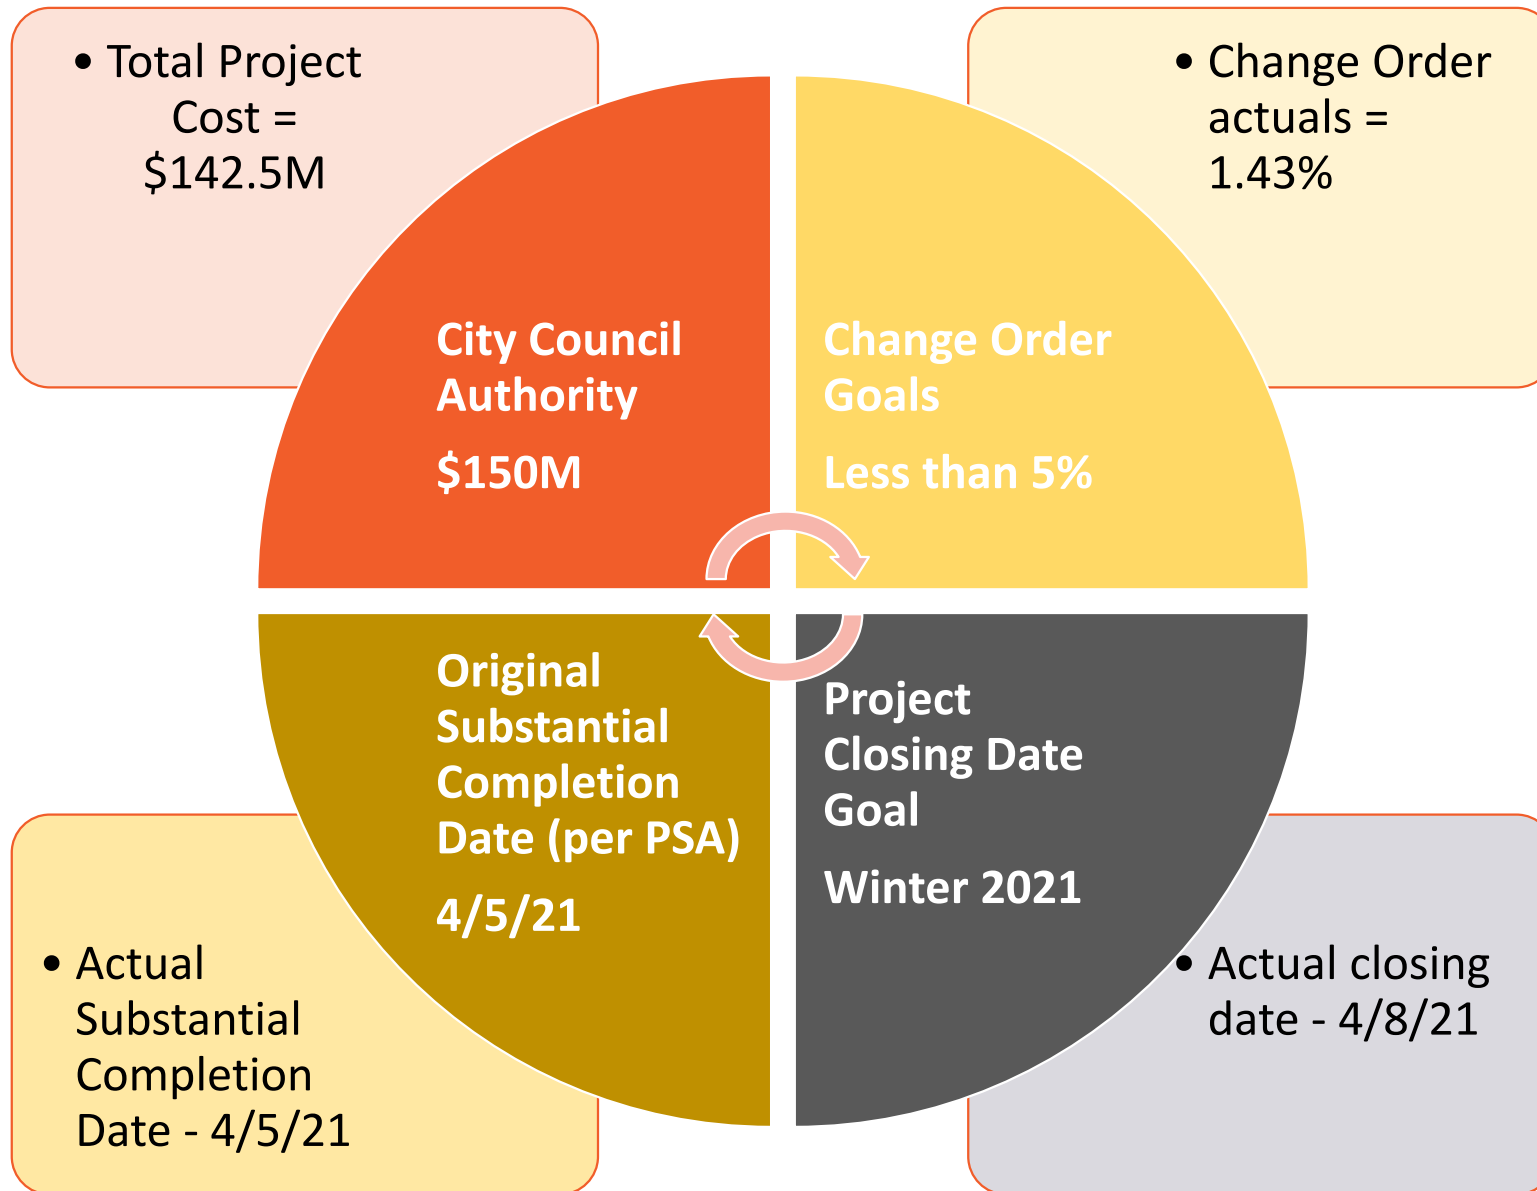 • Total Project
Cost =
$142.5M
• Change Order
actuals =
1.43%
City Council
Authority
$150M
Change Order
Goals
Less than 5%
Original
Substantial
Completion
Date (per PSA)
4/5/21
Project
Closing Date
Goal
Winter 2021
• Actual
Substantial
Completion
Date - 4/5/21
• Actual closing
date - 4/8/21